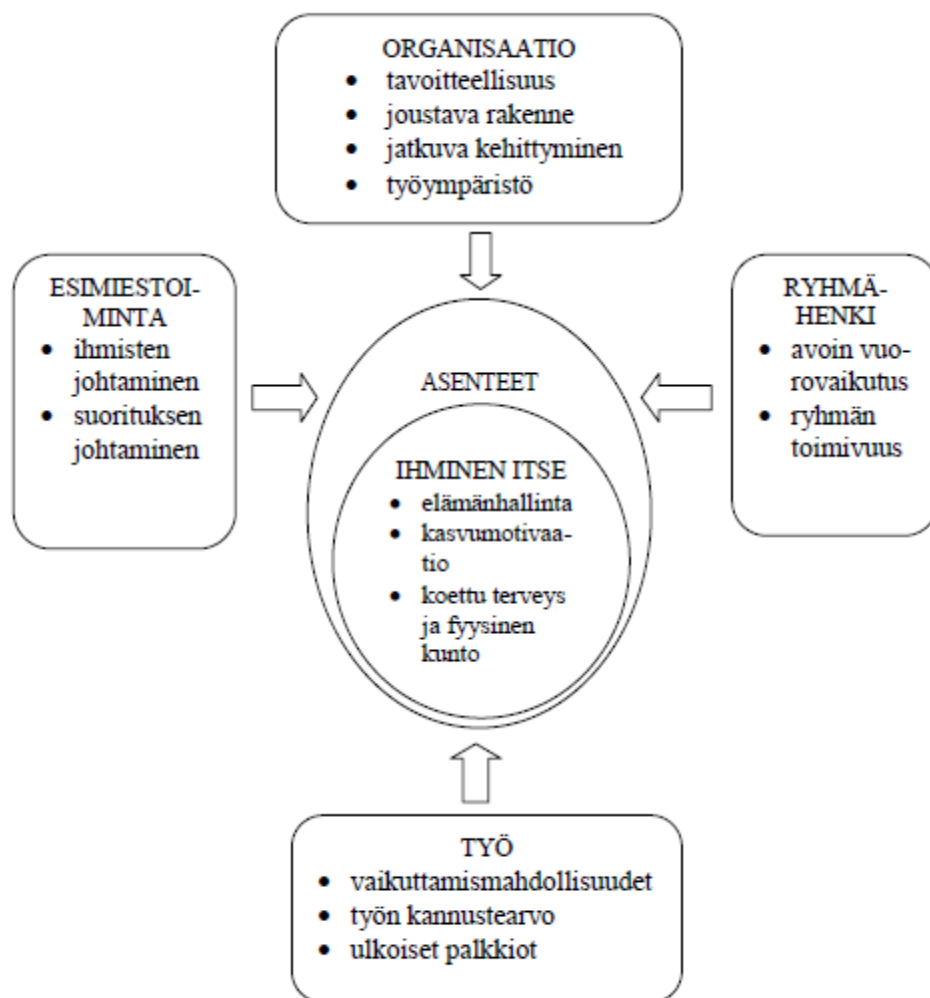 ORGANISAATIO
• tavoitteellisuus
• joustava rakenne
• jatkuva kehittyminen
• työympäristö
ESIMIESTOI-
MINTA
• ihmisten
johtaminen
• suorituksen
johtaminen
ASENTEET
IHMINEN ITSE
• elämänhallinta
• kasvumotivaa-
tio
• koettu terveys
ja fyysinen
kunto
RYHMÄ-
HENKI
• avoin vuo-
rovaikutus
• ryhmän
toimivuus
TYÖ
• vaikuttamismahdollisuudet
• työn kannustearvo
• ulkoiset palkkiot